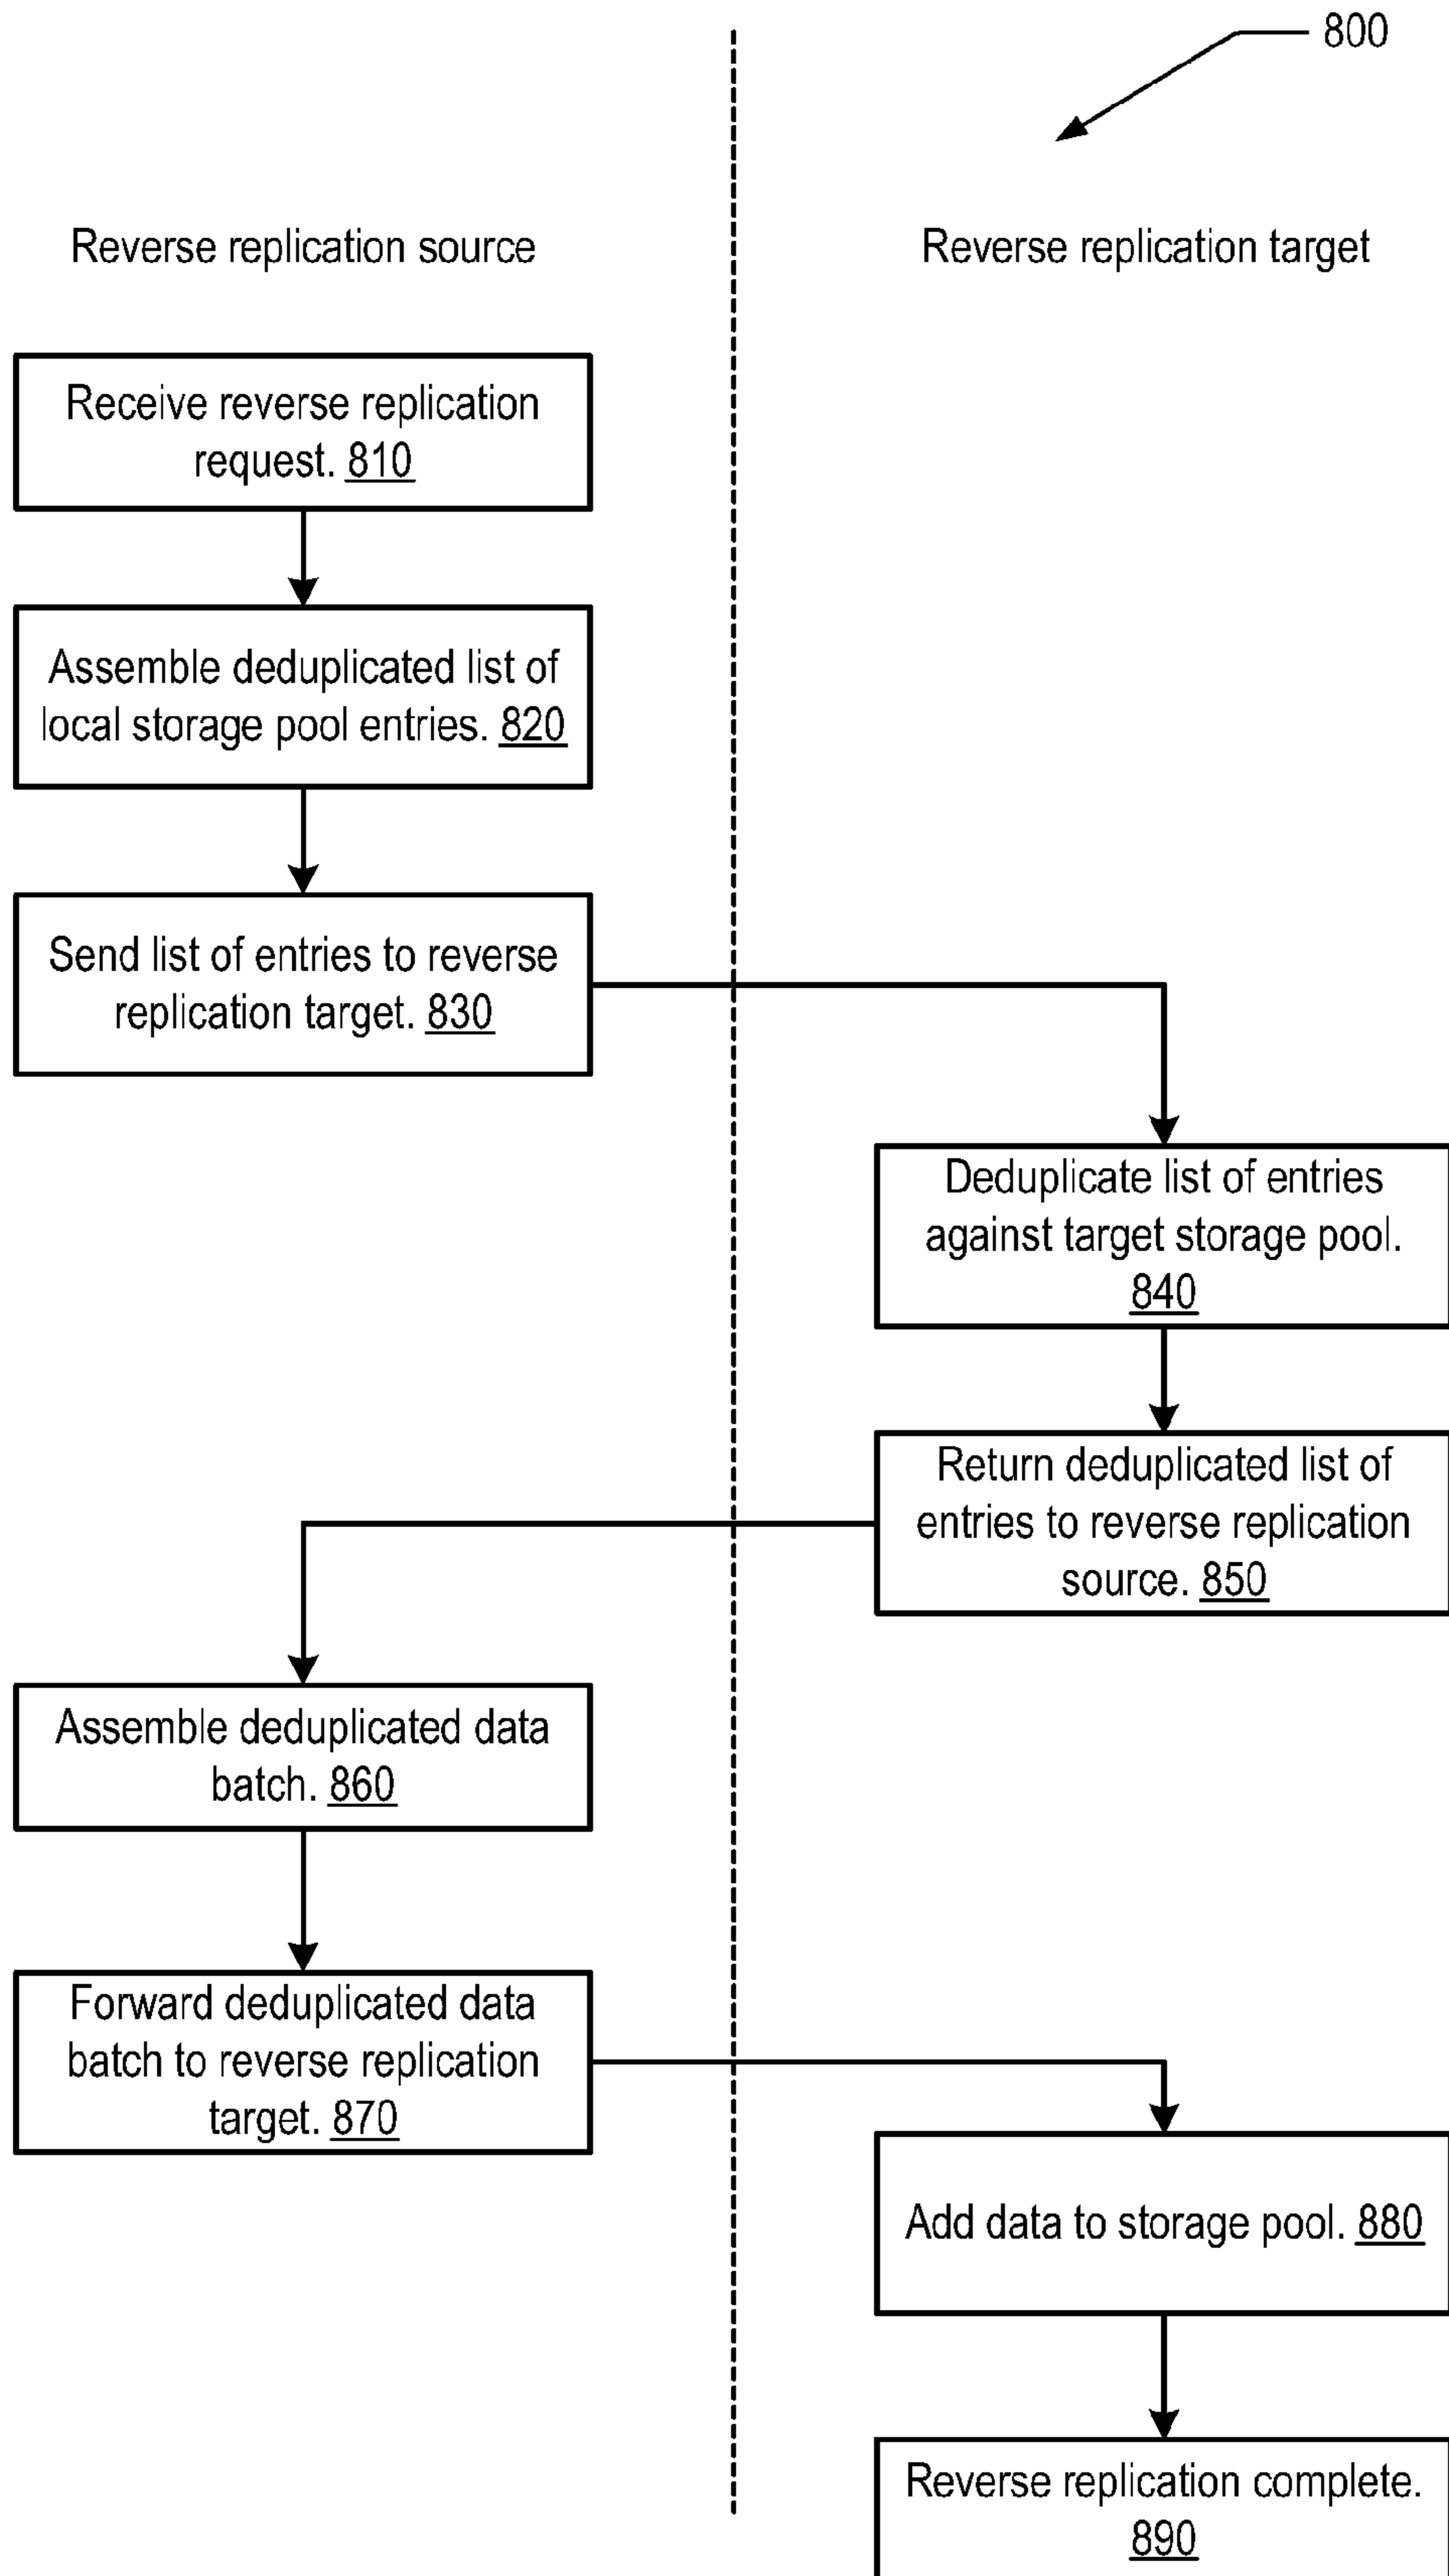 800
Reverse replication source
Reverse replication target
Receive reverse replication
request. 810
Assemble deduplicated list of
local storage pool entries. 820
Send list of entries to reverse
replication target. 830
Deduplicate list of entries
against target storage pool.
840
Return deduplicated list of
entries to reverse replication
source. 850
Assemble deduplicated data
batch. 860
Forward deduplicated data
batch to reverse replication
target. 870
Add data to storage pool. 880
Reverse replication complete.
890